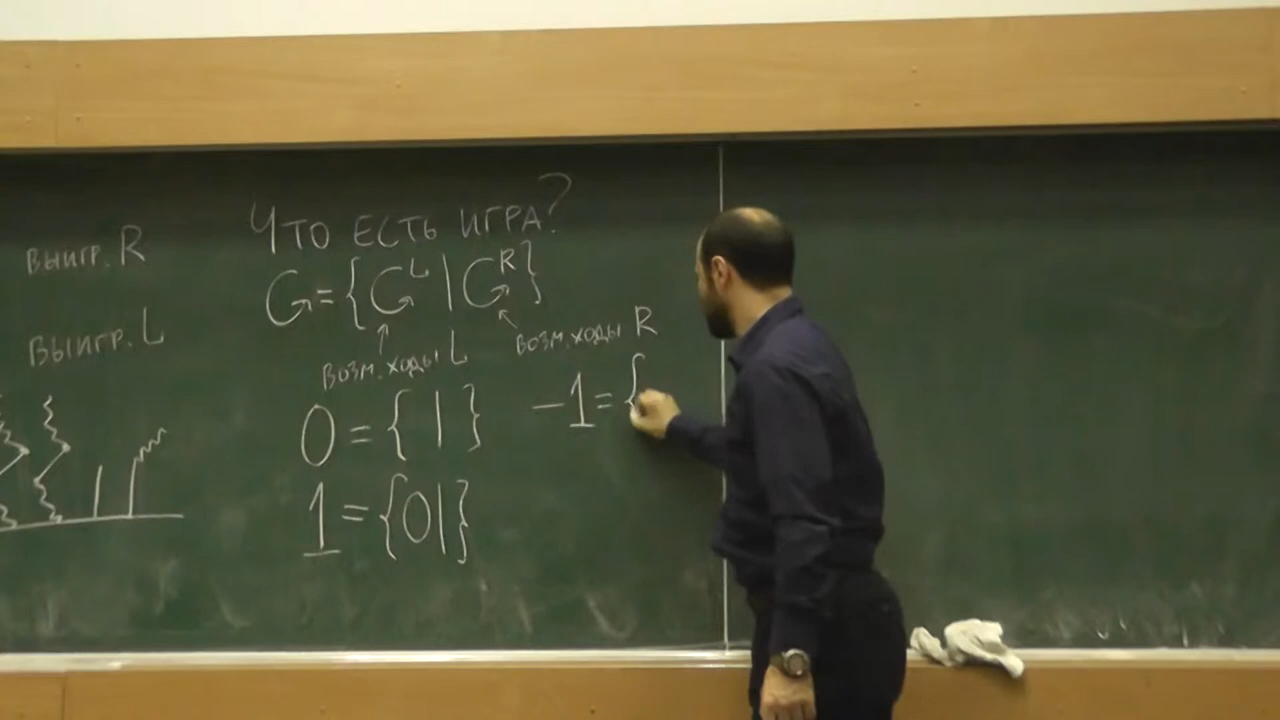 ВЫИГР. R
ВЫИГР. L
ЧТО ЕСТЬ ИГРА?
G = { G^L | G^R }
ВОЗМ. ХОДЫ L
ВОЗМ. ХОДЫ R
0 = { | }
1 = { 0 | }
−1 = {